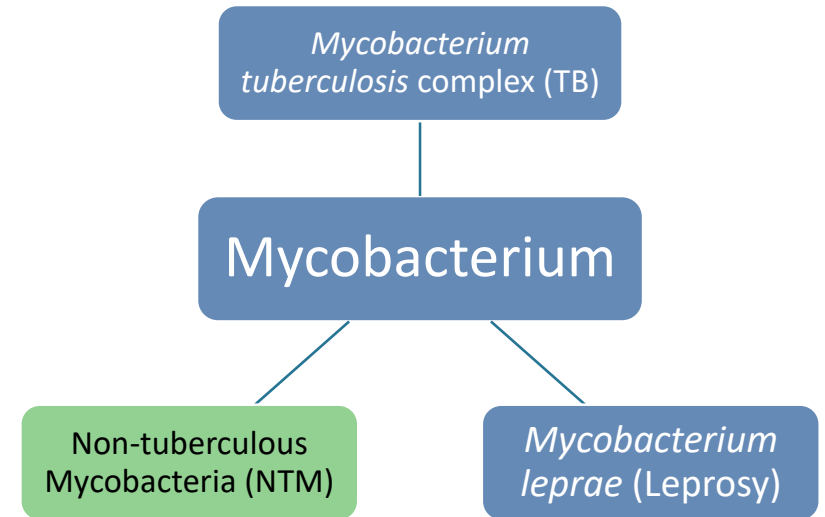 Mycobacterium
tuberculosis complex (TB)
Mycobacterium
Non-tuberculous
Mycobacteria (NTM)
Mycobacterium
leprae (Leprosy)